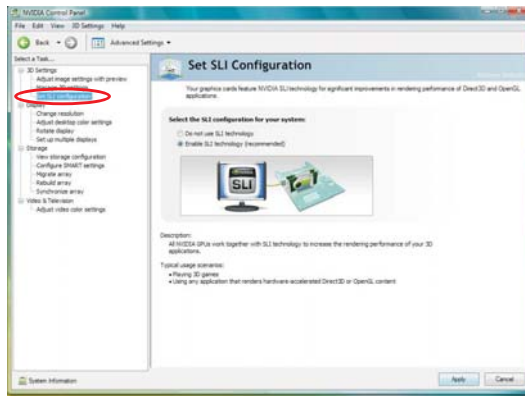 NVIDIA Control Panel
File Edit View 3D Settings Help
Back
Advanced Settings
Select a Task...
3D Settings
Adjust image settings with preview
Manage 3D settings
Set SLI configuration
Display
Change resolution
Adjust desktop color settings
Rotate display
Set up multiple displays
Storage
View storage configuration
Configure SMART settings
Migrate array
Rebuild array
Synchronize array
Video & Television
Adjust video color settings
System Information
Set SLI Configuration
Your graphics cards feature NVIDIA SLI technology for significant improvements in rendering performance of Direct3D and OpenGL
applications.
Select the SLI configuration for your system:
Do not use SLI technology
Enable SLI technology (recommended)
SLI
Description:
All NVIDIA GPUs work together with SLI technology to increase the rendering performance of your 3D
applications.
Typical usage scenarios:
• Playing 3D games
• Using any application that renders hardware-accelerated Direct3D or OpenGL content
Apply
Cancel